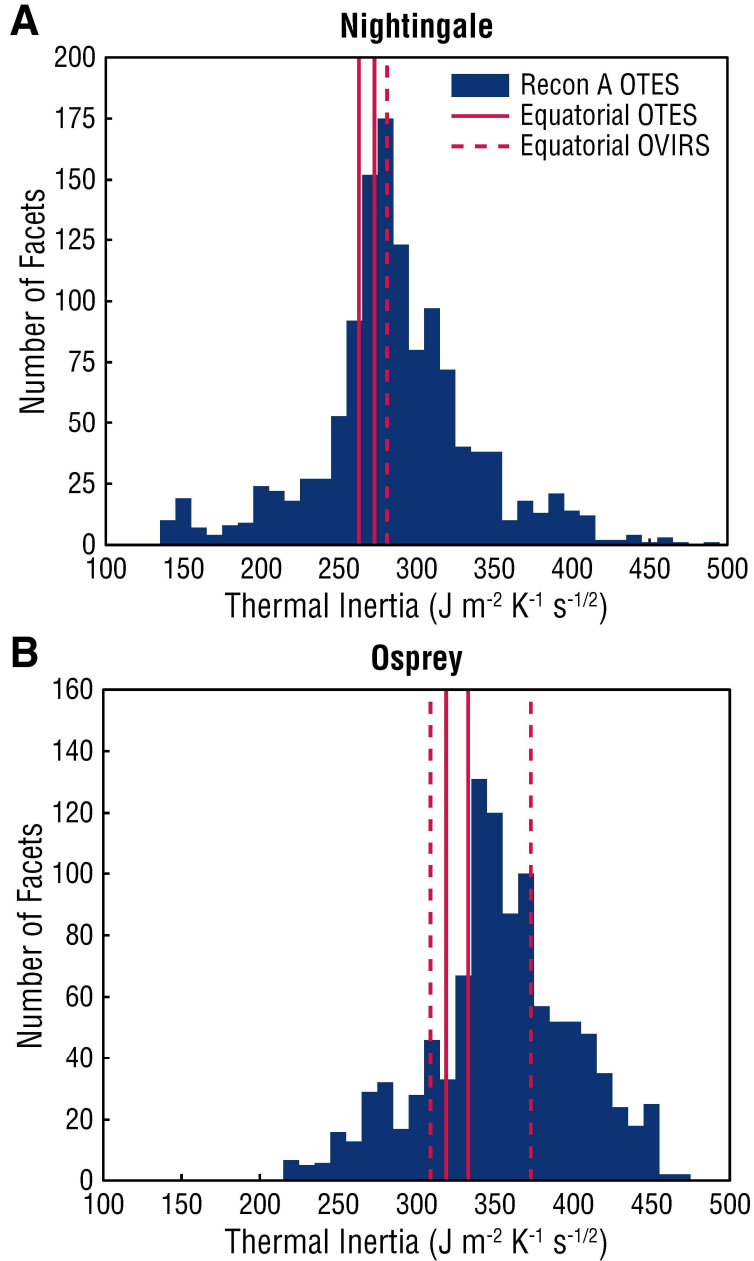 A
Nightingale
200
175
150
125
100
75
50
25
0
Number of Facets
Recon A OTES
Equatorial OTES
Equatorial OVIRS
100 150 200 250 300 350 400 450 500
Thermal Inertia (J m-2 K-1 s-1/2)
B
Osprey
160
140
120
100
80
60
40
20
0
Number of Facets
100 150 200 250 300 350 400 450 500
Thermal Inertia (J m-2 K-1 s-1/2)